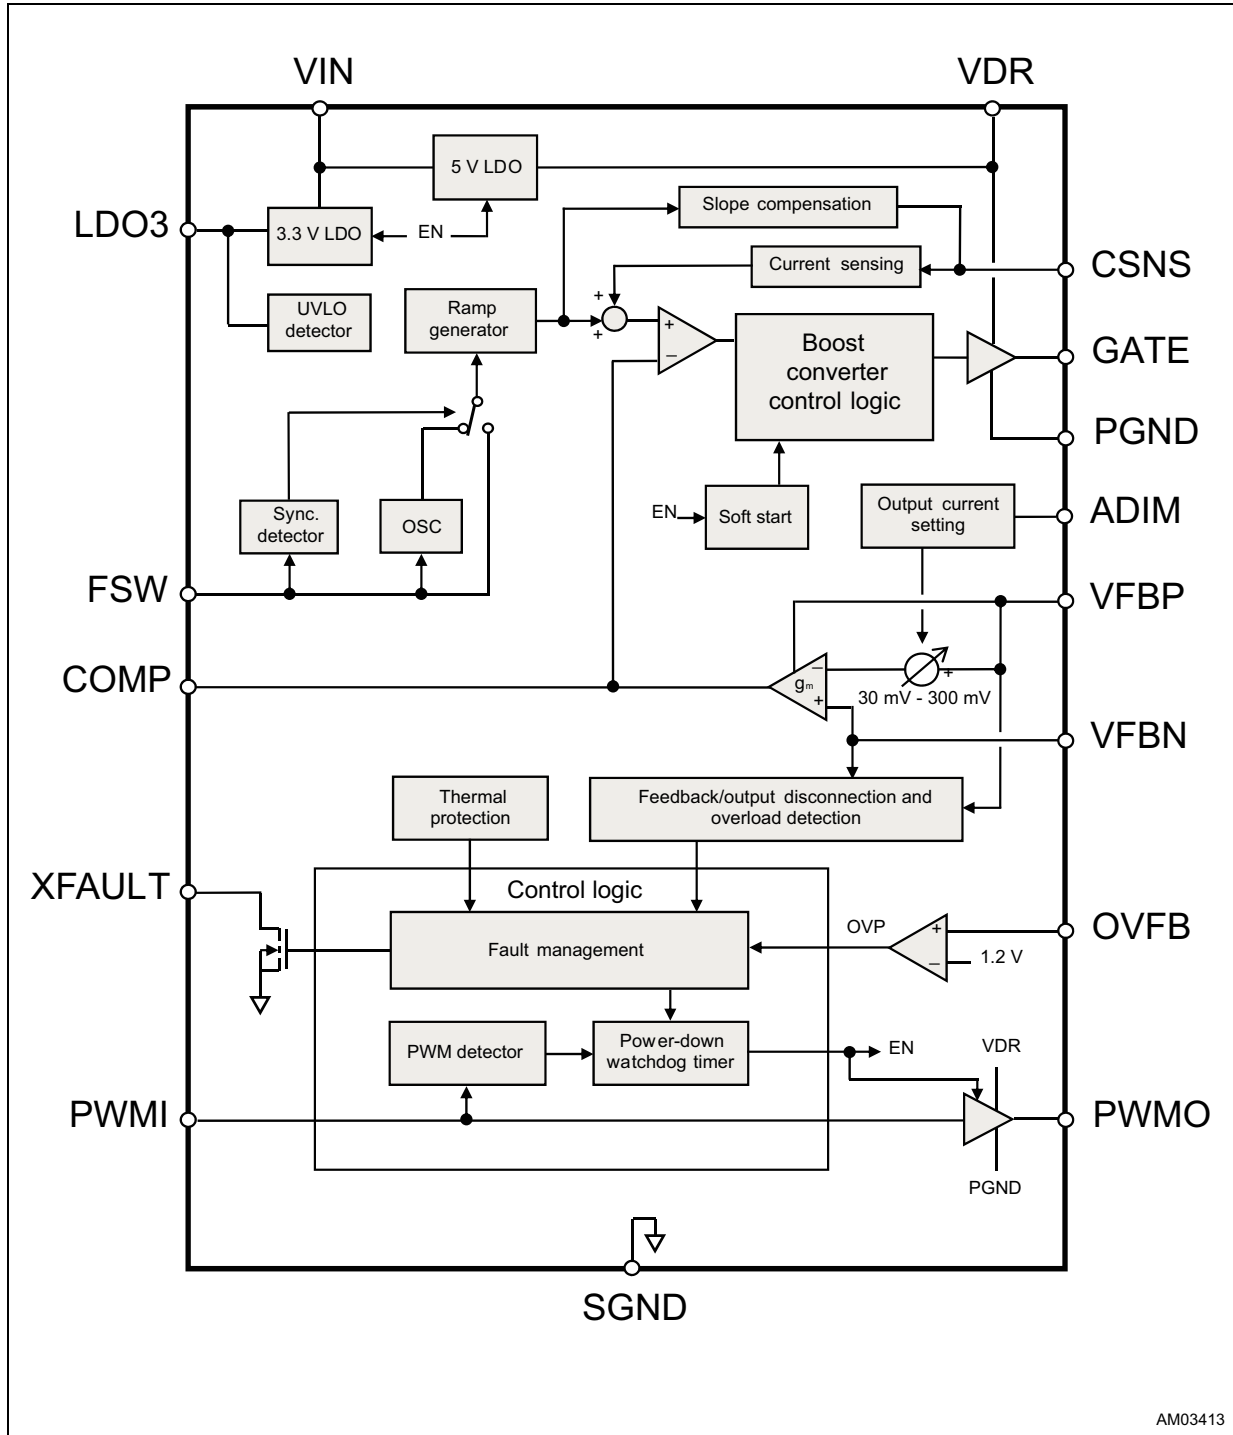 VIN
VDR
5 V LDO
Slope compensation
LDO3
3.3 V LDO
EN
Current sensing
CSNS
UVLO
detector
Ramp
generator
+
+
+
–
Boost
converter
control logic
GATE
PGND
Sync.
detector
OSC
EN
Soft start
Output current
setting
ADIM
FSW
VFBP
COMP
gm
–
+
+
30 mV - 300 mV
VFBN
Thermal
protection
Feedback/output disconnection and
overload detection
XFAULT
Control logic
Fault management
OVP
+
–
1.2 V
OVFB
PWM detector
Power-down
watchdog timer
EN
VDR
PWMI
PWMO
PGND
SGND
AM03413